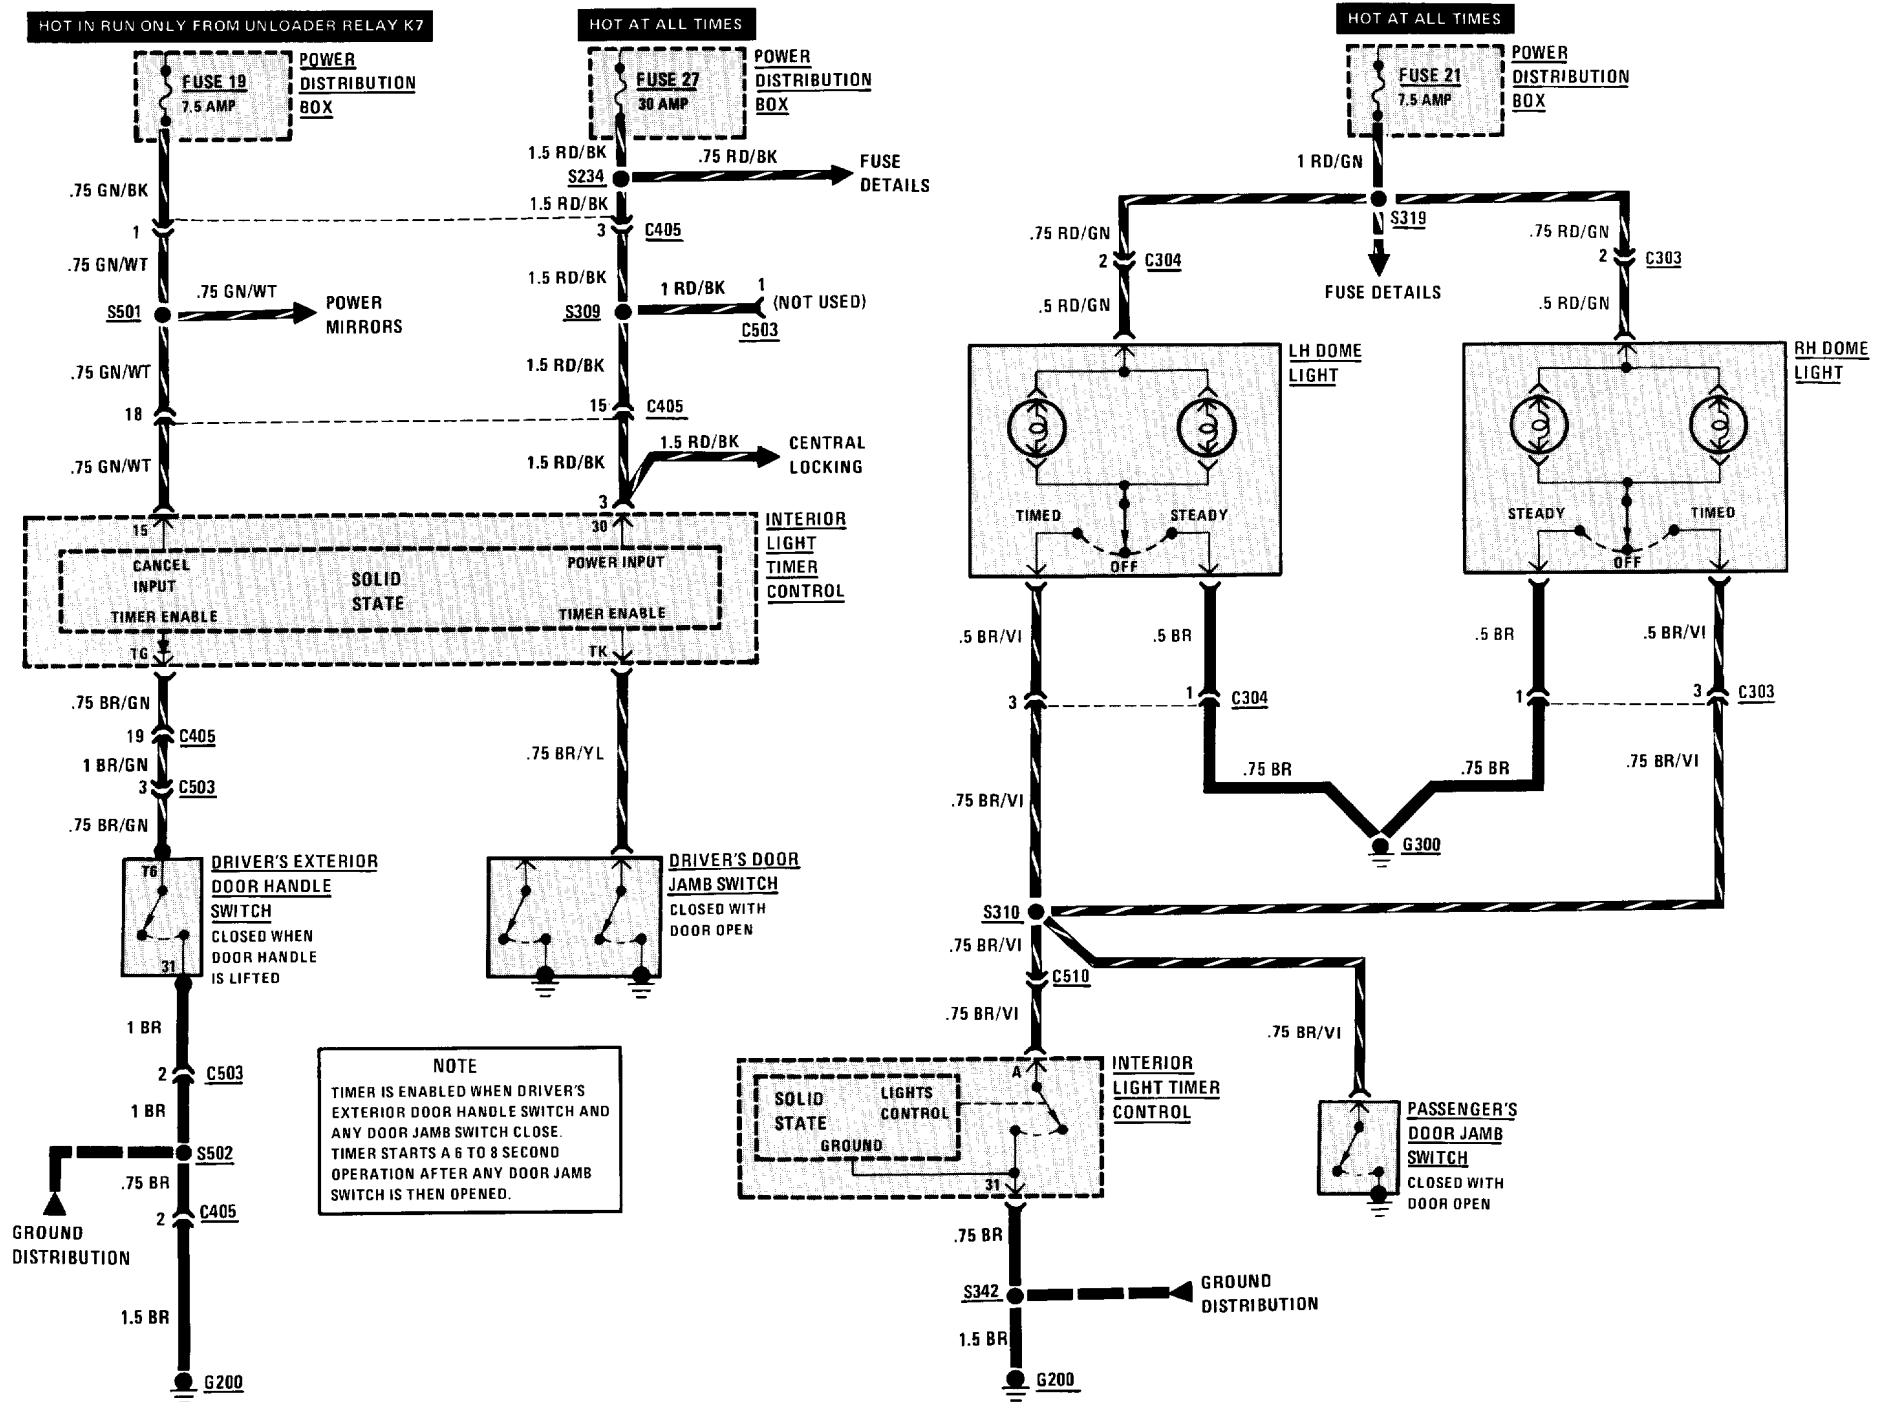 HOT IN RUN ONLY FROM UNLOADER RELAY K7
FUSE 19
7.5 AMP
POWER
DISTRIBUTION
BOX
HOT AT ALL TIMES
FUSE 27
30 AMP
POWER
DISTRIBUTION
BOX
HOT AT ALL TIMES
FUSE 21
7.5 AMP
POWER
DISTRIBUTION
BOX
.75 GN/BK
1
.75 GN/WT
S501
.75 GN/WT
POWER
MIRRORS
.75 GN/WT
18
.75 GN/WT
1.5 RD/BK
S234
.75 RD/BK
FUSE
DETAILS
1.5 RD/BK
3
C405
1.5 RD/BK
S309
1 RD/BK
1
(NOT USED)
C503
1.5 RD/BK
15
C405
1.5 RD/BK
1.5 RD/BK
CENTRAL
LOCKING
3
15
30
CANCEL
INPUT
POWER INPUT
SOLID
STATE
TIMER ENABLE
TIMER ENABLE
TG
TK
INTERIOR
LIGHT
TIMER
CONTROL
.75 BR/GN
19
C405
1 BR/GN
3
C503
.75 BR/GN
T6
31
DRIVER'S EXTERIOR
DOOR HANDLE
SWITCH
CLOSED WHEN
DOOR HANDLE
IS LIFTED
.75 BR/YL
DRIVER'S DOOR
JAMB SWITCH
CLOSED WITH
DOOR OPEN
1 BR
2
C503
1 BR
S502
.75 BR
2
C405
GROUND
DISTRIBUTION
1.5 BR
G200
NOTE
TIMER IS ENABLED WHEN DRIVER'S
EXTERIOR DOOR HANDLE SWITCH AND
ANY DOOR JAMB SWITCH CLOSE.
TIMER STARTS A 6 TO 8 SECOND
OPERATION AFTER ANY DOOR JAMB
SWITCH IS THEN OPENED.
1 RD/GN
S319
FUSE DETAILS
.75 RD/GN
2
C304
.5 RD/GN
.75 RD/GN
2
C303
.5 RD/GN
LH DOME
LIGHT
TIMED
STEADY
OFF
RH DOME
LIGHT
STEADY
TIMED
OFF
.5 BR/VI
.5 BR
3
1
C304
.5 BR
.5 BR/VI
1
3
C303
.75 BR
.75 BR
.75 BR/VI
.75 BR/VI
G300
S310
.75 BR/VI
C510
.75 BR/VI
.75 BR/VI
A
SOLID
STATE
LIGHTS
CONTROL
GROUND
31
INTERIOR
LIGHT TIMER
CONTROL
PASSENGER'S
DOOR JAMB
SWITCH
CLOSED WITH
DOOR OPEN
.75 BR
S342
GROUND
DISTRIBUTION
1.5 BR
G200